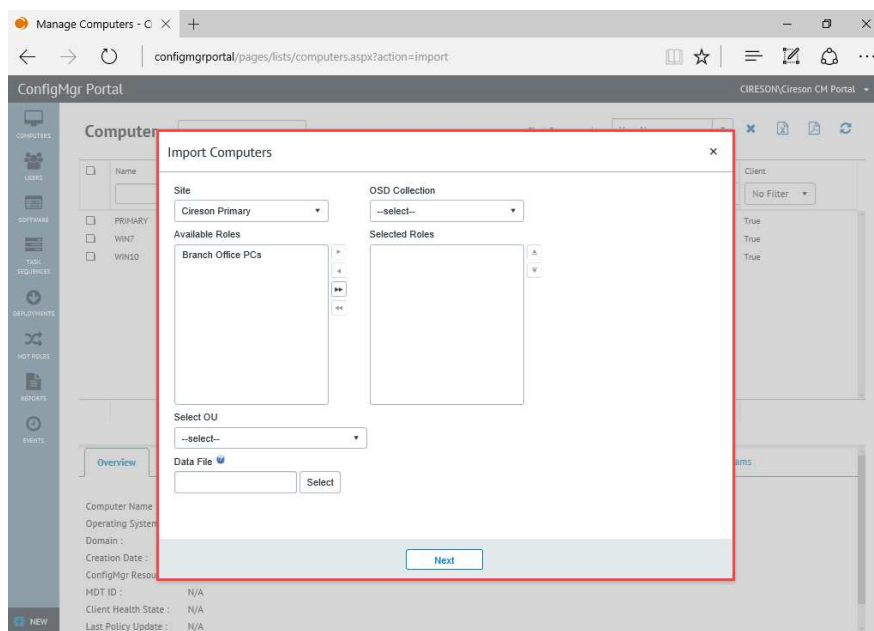 Manage Computers - Ci
configmgrportal/pages/lists/computers.aspx?action=import
ConfigMgr Portal
CIRESON\Cireson CM Portal
COMPUTERS
USERS
SOFTWARE
TASK SEQUENCES
DEPLOYMENTS
MDT ROLES
REPORTS
EVENTS
NEW
Computer
Name
Client
No Filter
PRIMARY
True
WIN7
True
WIN10
True
Import Computers
Site
OSD Collection
Cireson Primary
--select--
Available Roles
Selected Roles
Branch Office PCs
Select OU
--select--
Data File
Select
Next
Overview
ams
Computer Name
Operating System
Domain :
Creation Date :
ConfigMgr Resou
MDT ID :
N/A
Client Health State :
N/A
Last Policy Update :
N/A